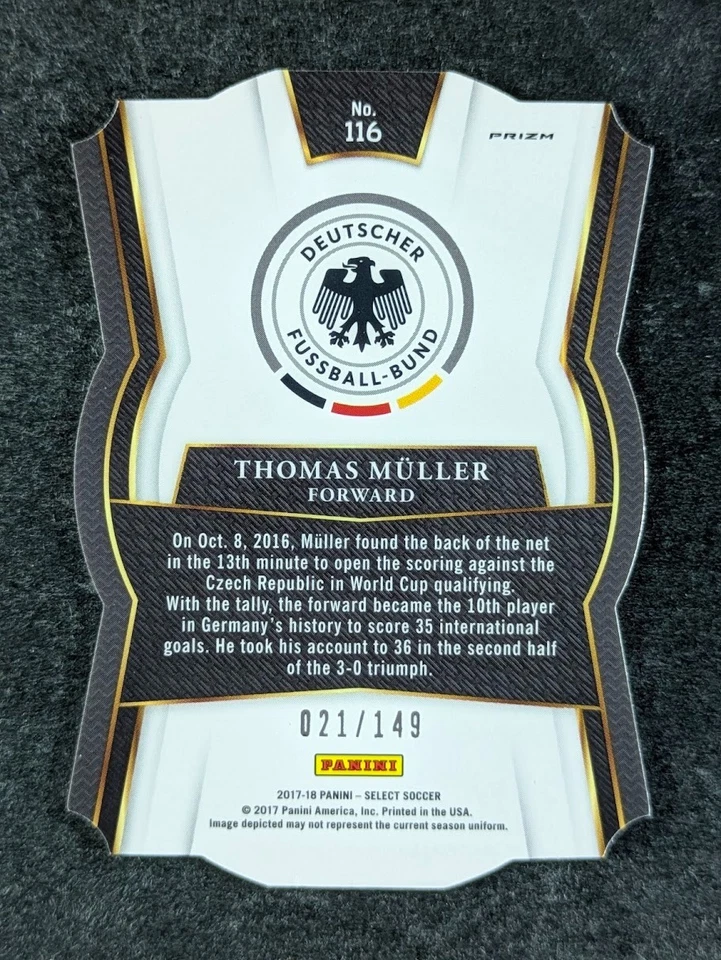 No.
116
PRIZM
DEUTSCHER
FUSSBALL-BUND
THOMAS MÜLLER
FORWARD
On Oct. 8, 2016, Müller found the back of the net
in the 13th minute to open the scoring against the
Czech Republic in World Cup qualifying.
With the tally, the forward became the 10th player
in Germany's history to score 35 international
goals. He took his account to 36 in the second half
of the 3-0 triumph.
021/149
PANINI
2017-18 PANINI – SELECT SOCCER
© 2017 Panini America, Inc. Printed in the USA.
Image depicted may not represent the current season uniform.